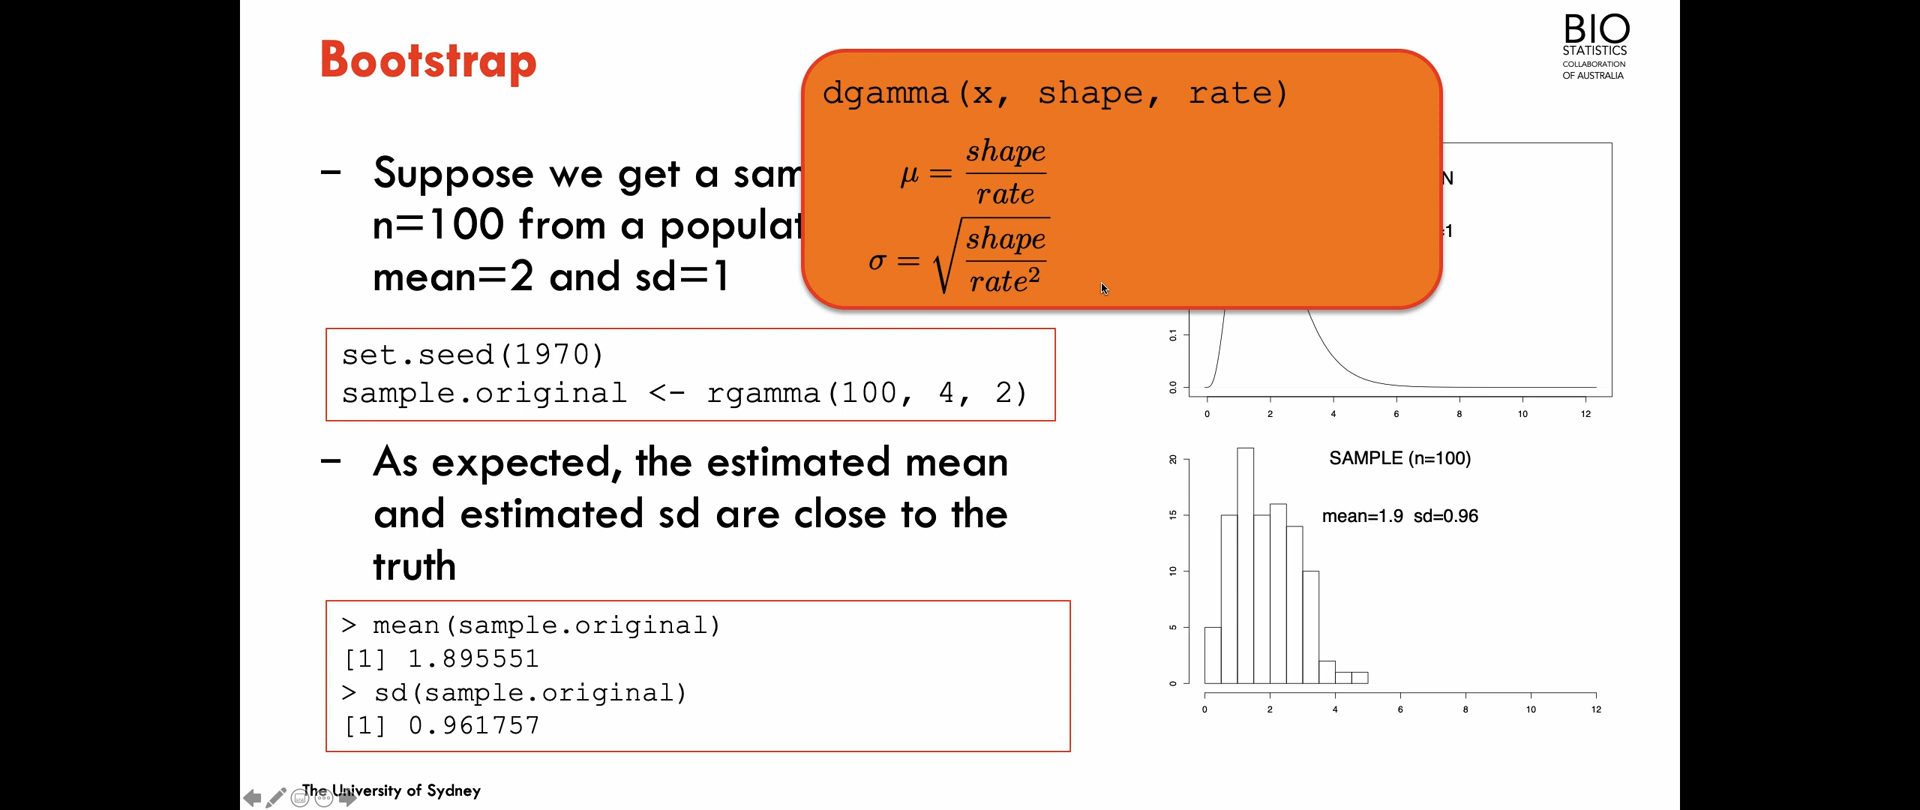 Bootstrap
BIO
STATISTICS
COLLABORATION
OF AUSTRALIA
dgamma(x, shape, rate)
μ = shape / rate
σ = √(shape / rate²)
– Suppose we get a sam
n=100 from a populat
mean=2 and sd=1
N
=1
set.seed(1970)
sample.original <- rgamma(100, 4, 2)
0.1
0.0
0 2 4 6 8 10 12
– As expected, the estimated mean
and estimated sd are close to the
truth
SAMPLE (n=100)
mean=1.9 sd=0.96
20
15
10
5
0
0 2 4 6 8 10 12
> mean(sample.original)
[1] 1.895551
> sd(sample.original)
[1] 0.961757
The University of Sydney